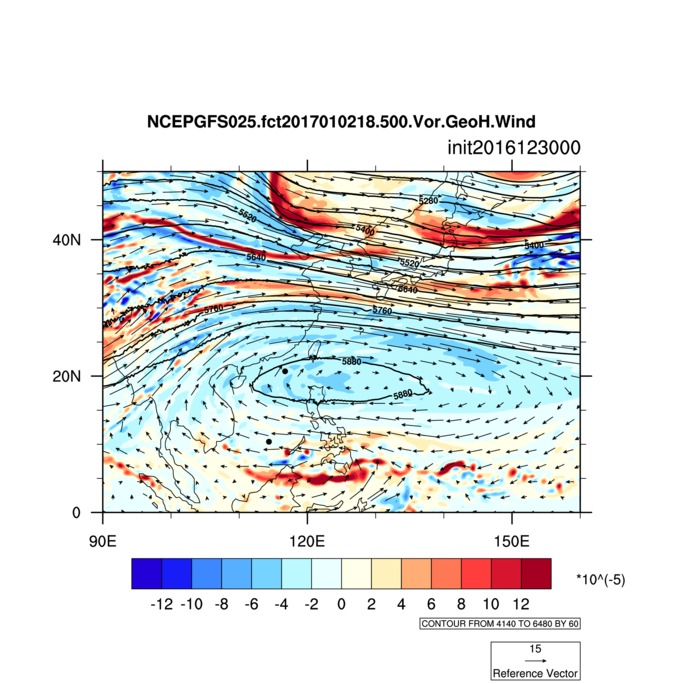 NCEPGFS025.fct2017010218.500.Vor.GeoH.Wind
init2016123000
5280
5520
5400
40N
5400
5640
5520
5640
5760
5760
5880
20N
5880
0
90E 120E 150E
-12 -10 -8 -6 -4 -2 0 2 4 6 8 10 12
*10^(-5)
CONTOUR FROM 4140 TO 6480 BY 60
15
Reference Vector